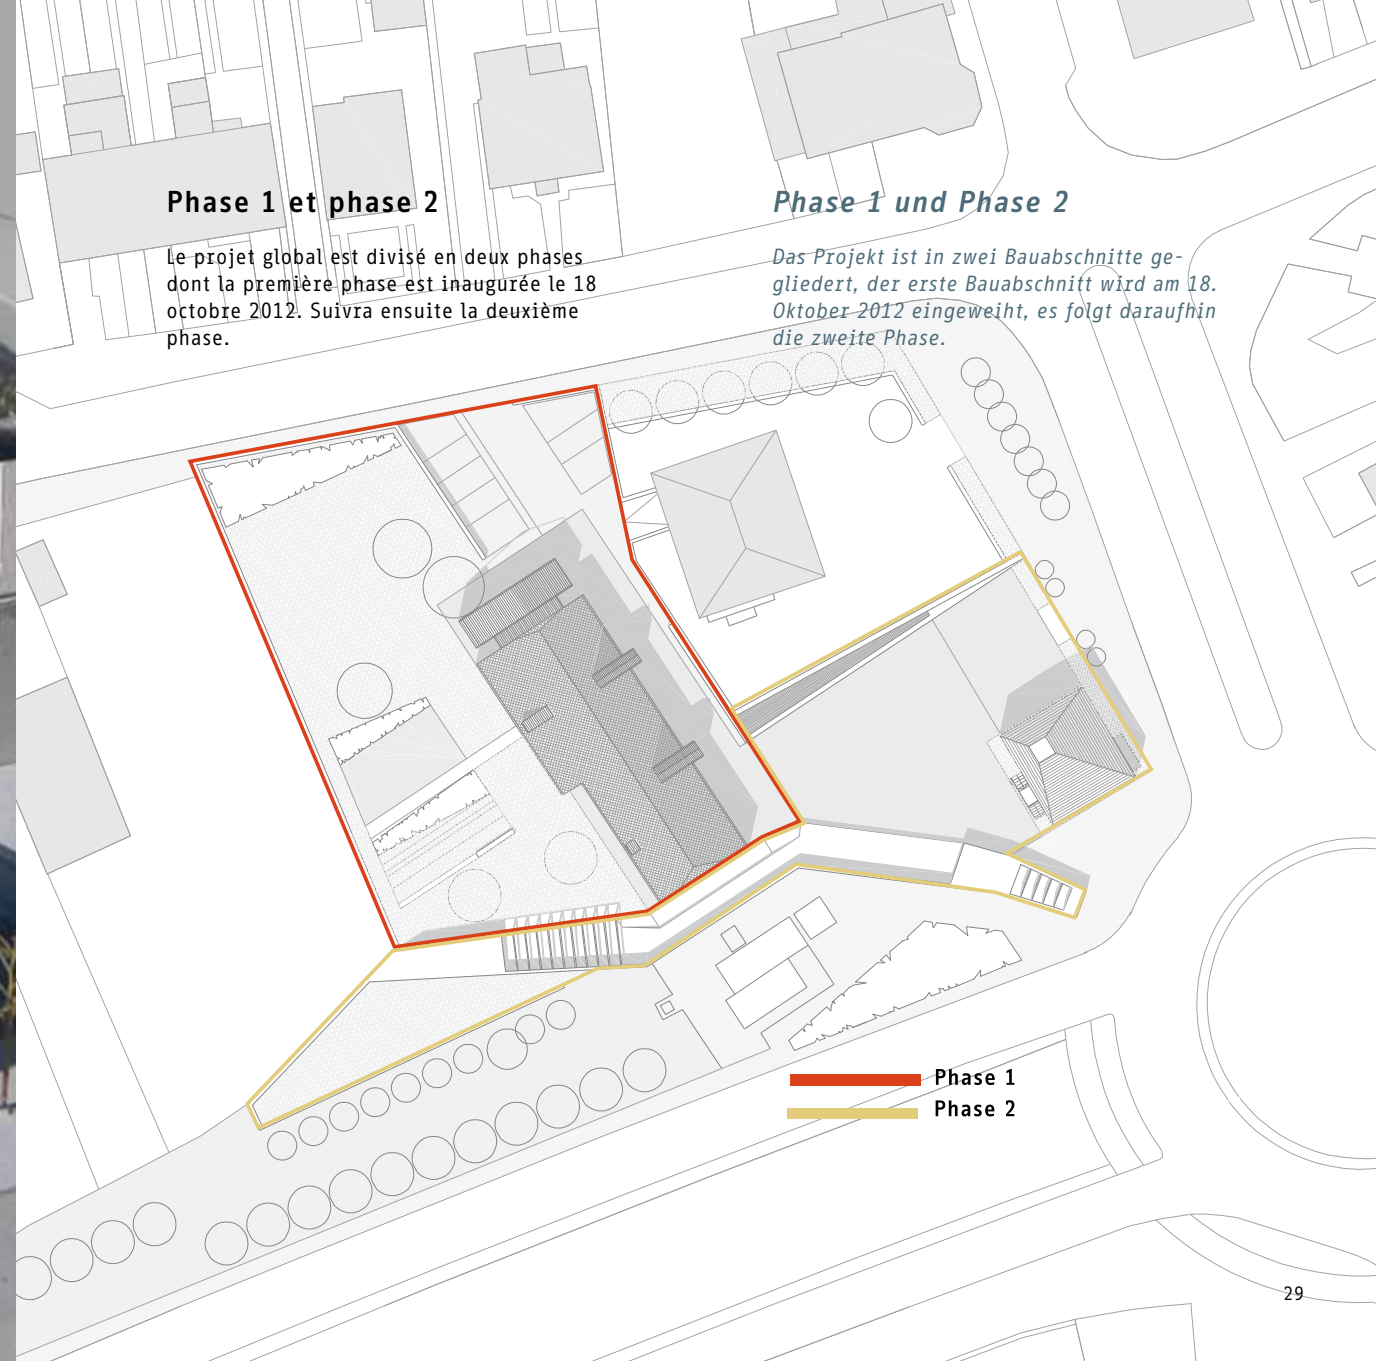 Phase 1 et phase 2
Le projet global est divisé en deux phases
dont la première phase est inaugurée le 18
octobre 2012. Suivra ensuite la deuxième
phase.
Phase 1 und Phase 2
Das Projekt ist in zwei Bauabschnitte ge-
gliedert, der erste Bauabschnitt wird am 18.
Oktober 2012 eingeweiht, es folgt daraufhin
die zweite Phase.
Phase 1
Phase 2
29